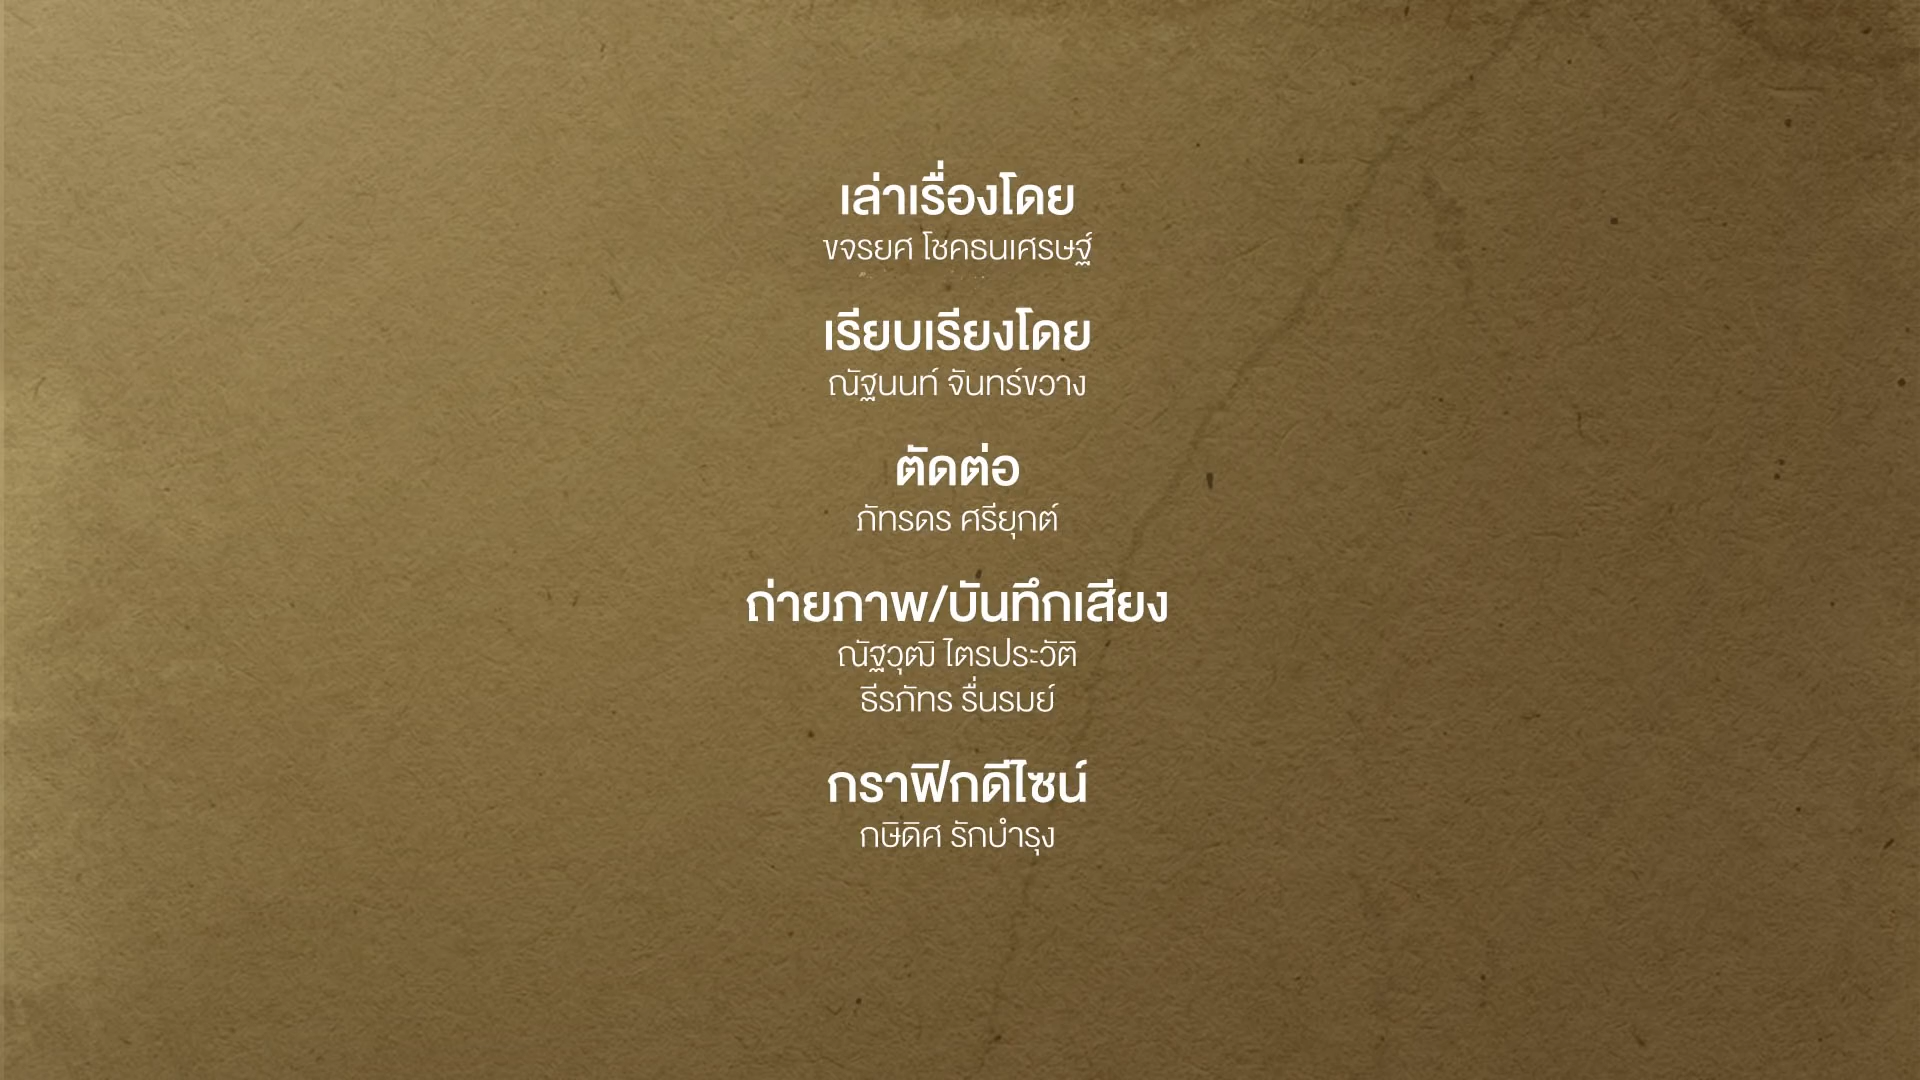 เล่าเรื่องโดย
ขจรยศ โชคธนเศรษฐ์
เรียบเรียงโดย
ณัฐนนท์ จันทร์ขวาง
ตัดต่อ
ภัทรดร ศรียุกต์
ถ่ายภาพ/บันทึกเสียง
ณัฐวุฒิ ไตรประวัติ
ธีรภัทร รื่นรมย์
กราฟิกดีไซน์
กษิดิศ รักบำรุง